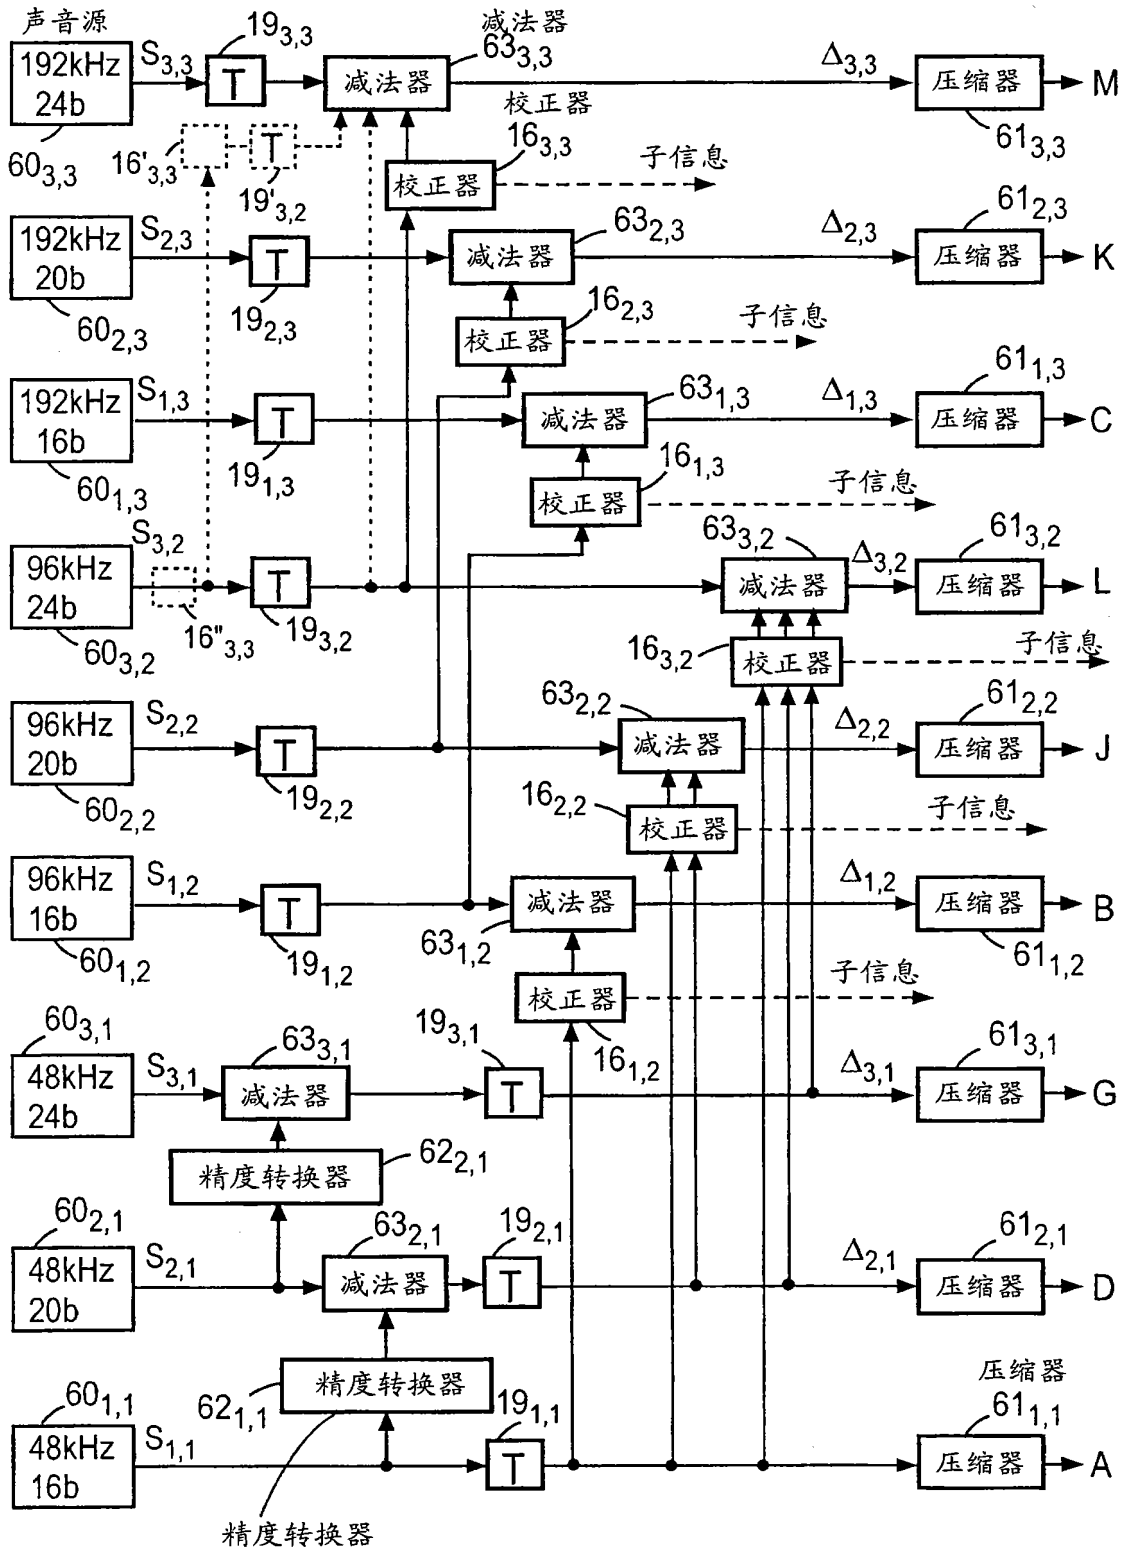 声音源
19₃,₃
减法器
192kHz
24b
S₃,₃
T
减法器
63₃,₃
Δ₃,₃
压缩器
M
60₃,₃
16'₃,₃
T
19'₃,₂
校正器
16₃,₃
校正器
子信息
61₃,₃
192kHz
20b
S₂,₃
T
19₂,₃
减法器
63₂,₃
Δ₂,₃
61₂,₃
压缩器
K
60₂,₃
校正器
16₂,₃
子信息
192kHz
16b
S₁,₃
T
19₁,₃
减法器
63₁,₃
Δ₁,₃
61₁,₃
压缩器
C
60₁,₃
校正器
16₁,₃
子信息
96kHz
24b
S₃,₂
16"₃,₃
T
19₃,₂
63₃,₂
减法器
Δ₃,₂
61₃,₂
压缩器
L
60₃,₂
16₃,₂
校正器
子信息
96kHz
20b
S₂,₂
T
19₂,₂
63₂,₂
减法器
Δ₂,₂
61₂,₂
压缩器
J
60₂,₂
16₂,₂
校正器
子信息
96kHz
16b
S₁,₂
T
19₁,₂
减法器
63₁,₂
Δ₁,₂
压缩器
61₁,₂
B
60₁,₂
校正器
16₁,₂
子信息
60₃,₁
48kHz
24b
S₃,₁
63₃,₁
减法器
19₃,₁
T
Δ₃,₁
61₃,₁
压缩器
G
精度转换器
62₂,₁
60₂,₁
48kHz
20b
S₂,₁
63₂,₁
减法器
19₂,₁
T
Δ₂,₁
61₂,₁
压缩器
D
精度转换器
62₁,₁
60₁,₁
48kHz
16b
S₁,₁
19₁,₁
T
压缩器
61₁,₁
压缩器
A
精度转换器